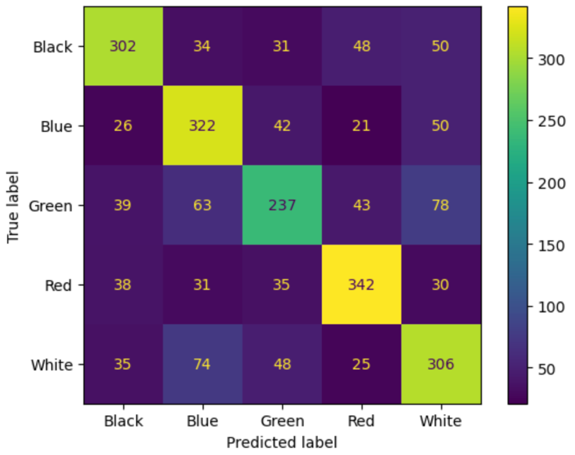 Black 302 34 31 48 50
Blue 26 322 42 21 50
Green 39 63 237 43 78
Red 38 31 35 342 30
White 35 74 48 25 306
Black Blue Green Red White
Predicted label
True label
300
250
200
150
100
50